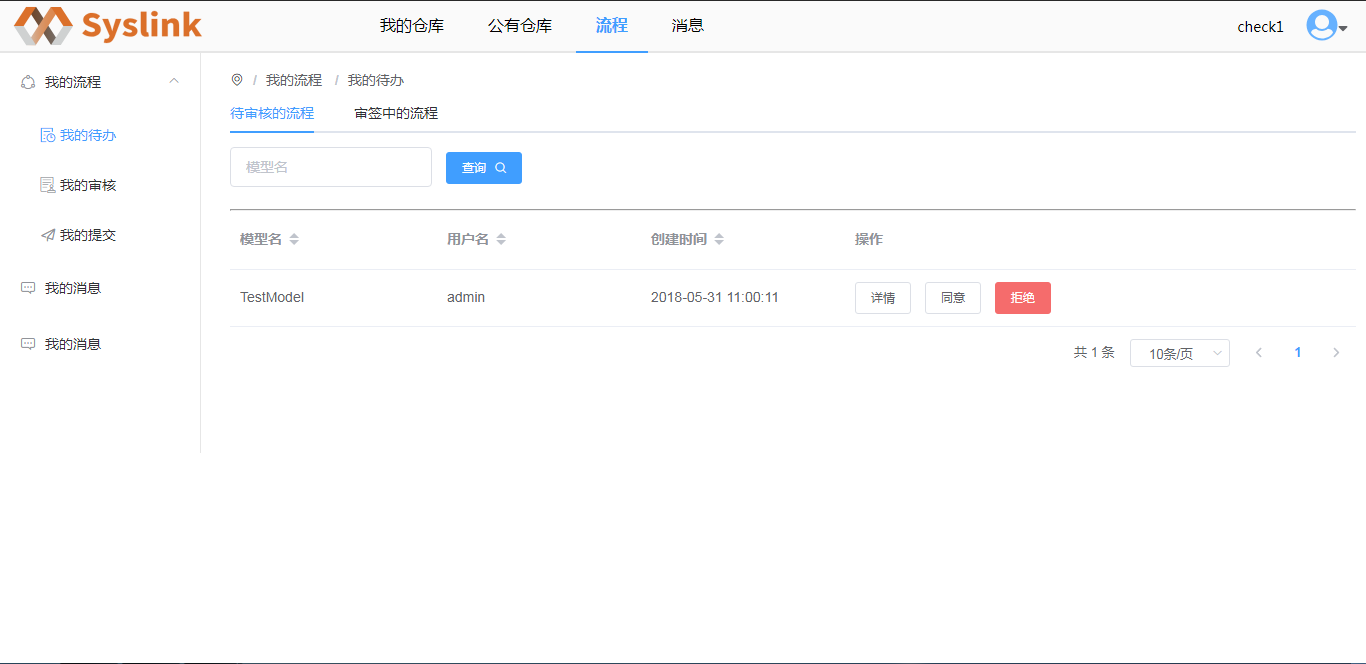 Syslink 我的仓库 公有仓库 流程 消息 check1
我的流程
我的待办
我的审核
我的提交
我的消息
我的消息
/ 我的流程 / 我的待办
待审核的流程 审签中的流程
模型名 查询
模型名 用户名 创建时间 操作
TestModel admin 2018-05-31 11:00:11 详情 同意 拒绝
共 1 条 10条/页 1